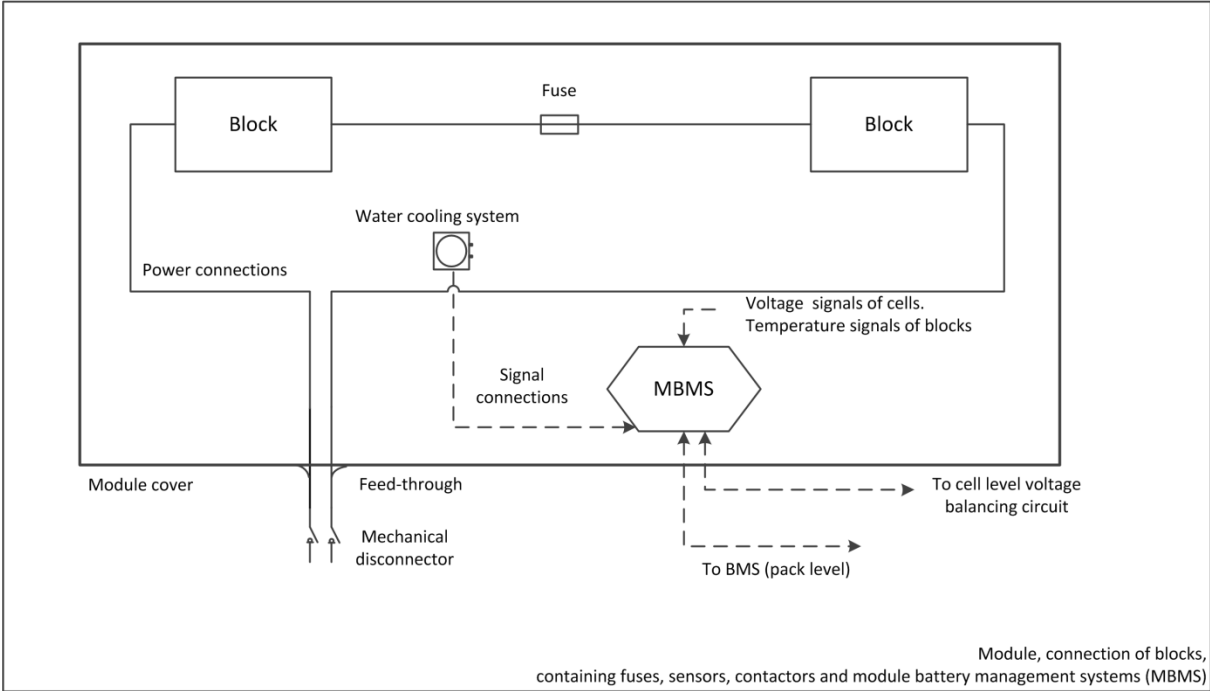 Fuse
Block
Block
Water cooling system
Power connections
Voltage signals of cells.
Temperature signals of blocks
Signal
connections
MBMS
Module cover
Feed-through
To cell level voltage
balancing circuit
Mechanical
disconnector
To BMS (pack level)
Module, connection of blocks,
containing fuses, sensors, contactors and module battery management systems (MBMS)